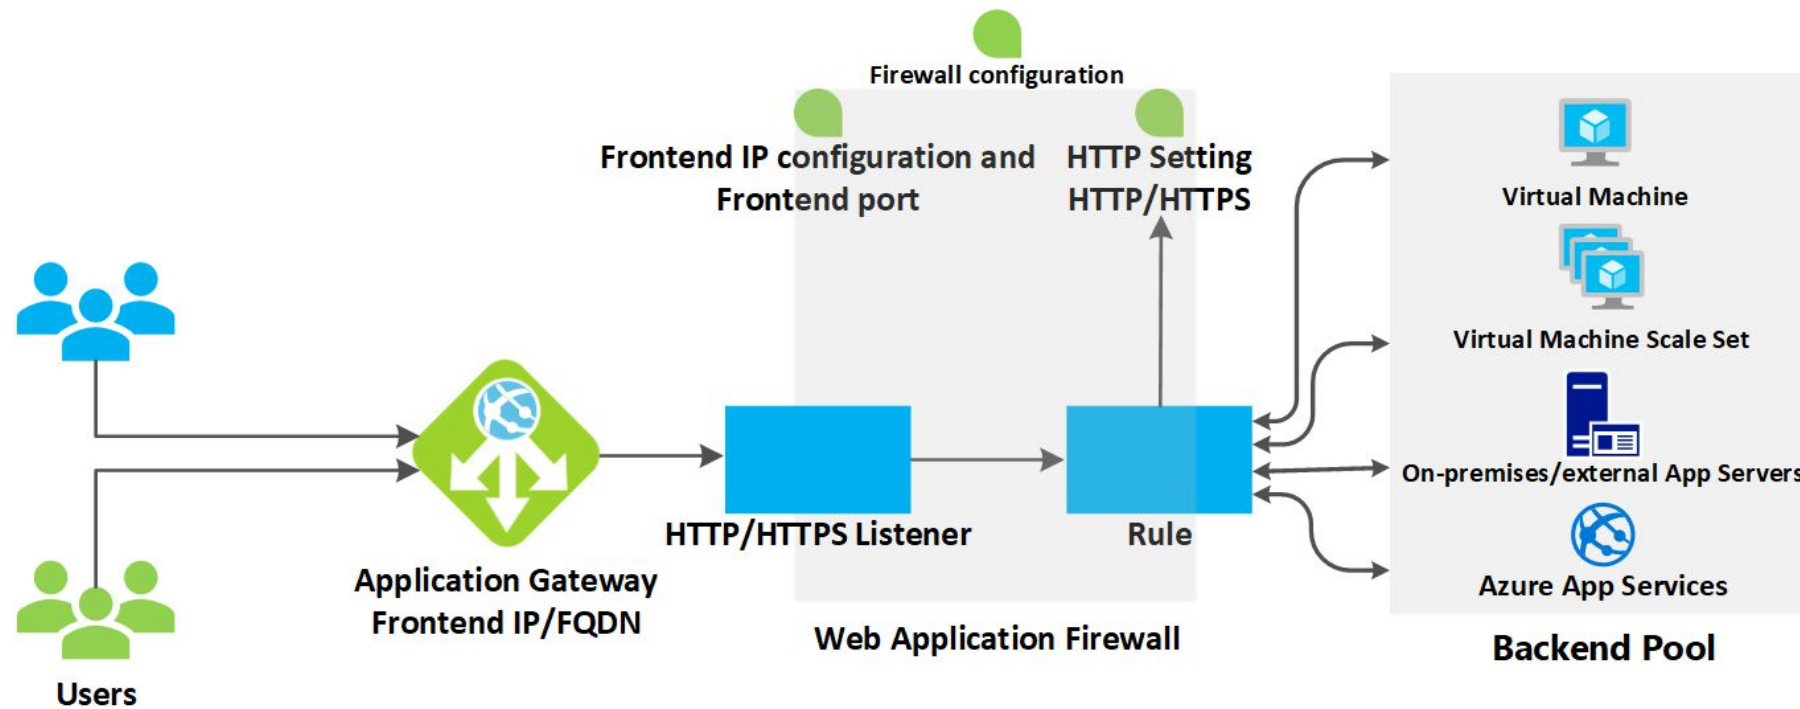 Firewall configuration
Frontend IP configuration and
Frontend port
HTTP Setting
HTTP/HTTPS
Virtual Machine
Virtual Machine Scale Set
On-premises/external App Servers
Azure App Services
Backend Pool
HTTP/HTTPS Listener
Rule
Application Gateway
Frontend IP/FQDN
Web Application Firewall
Users